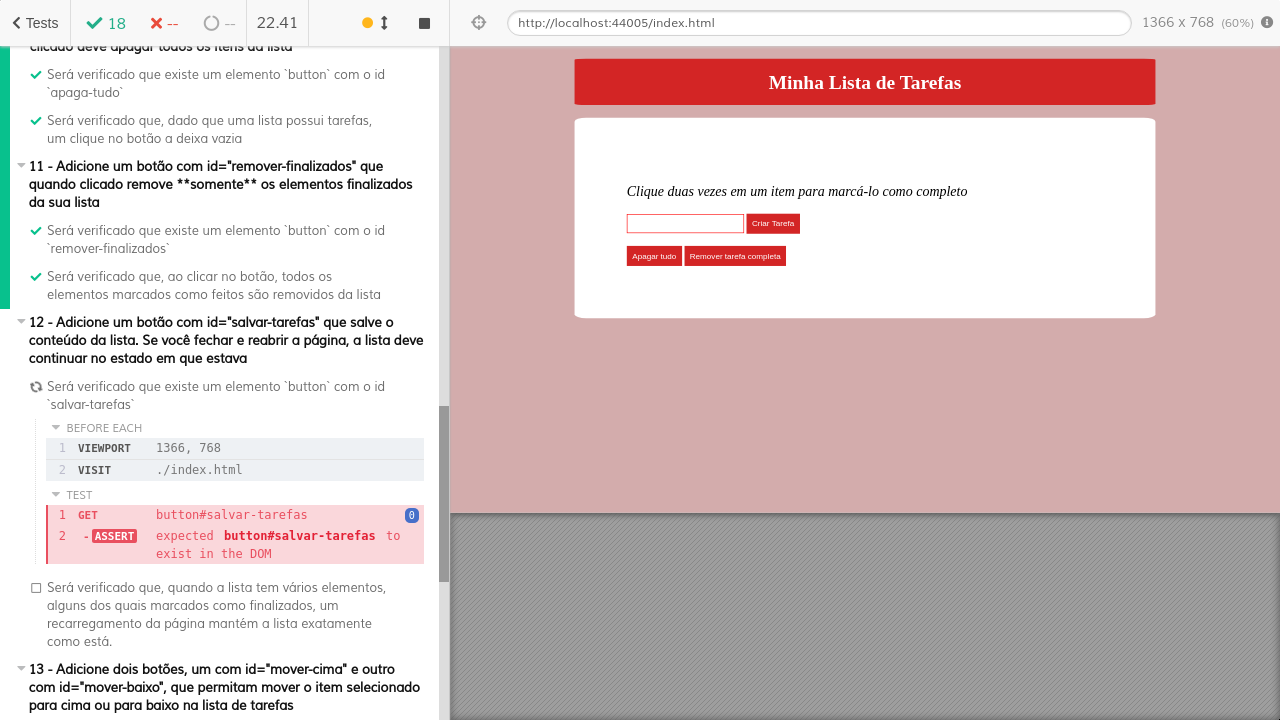 Tests
18
--
--
22.41
http://localhost:44005/index.html
1366 x 768 (60%)
clicado deve apagar todos os itens da lista
Será verificado que existe um elemento `button` com o id
`apaga-tudo`
Será verificado que, dado que uma lista possui tarefas,
um clique no botão a deixa vazia
11 - Adicione um botão com id="remover-finalizados" que
quando clicado remove **somente** os elementos finalizados
da sua lista
Será verificado que existe um elemento `button` com o id
`remover-finalizados`
Será verificado que, ao clicar no botão, todos os
elementos marcados como feitos são removidos da lista
12 - Adicione um botão com id="salvar-tarefas" que salve o
conteúdo da lista. Se você fechar e reabrir a página, a lista deve
continuar no estado em que estava
Será verificado que existe um elemento `button` com o id
`salvar-tarefas`
BEFORE EACH
1 VIEWPORT 1366, 768
2 VISIT ./index.html
TEST
1 GET button#salvar-tarefas 0
2 -ASSERT expected button#salvar-tarefas to
exist in the DOM
Será verificado que, quando a lista tem vários elementos,
alguns dos quais marcados como finalizados, um
recarregamento da página mantém a lista exatamente
como está.
13 - Adicione dois botões, um com id="mover-cima" e outro
com id="mover-baixo", que permitam mover o item selecionado
para cima ou para baixo na lista de tarefas
Minha Lista de Tarefas
Clique duas vezes em um item para marcá-lo como completo
Criar Tarefa
Apagar tudo Remover tarefa completa